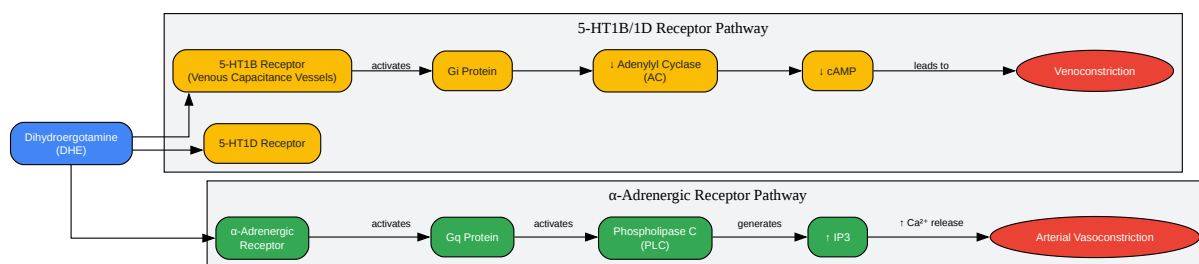 5-HT1B/1D Receptor Pathway
5-HT1B Receptor
(Venous Capacitance Vessels)
activates
Gi Protein
↓ Adenylyl Cyclase
(AC)
↓ cAMP
leads to
Venoconstriction
Dihydroergotamine
(DHE)
5-HT1D Receptor
α-Adrenergic Receptor Pathway
α-Adrenergic
Receptor
activates
Gq Protein
activates
Phospholipase C
(PLC)
generates
↑ IP3
↑ Ca²⁺ release
Arterial Vasoconstriction